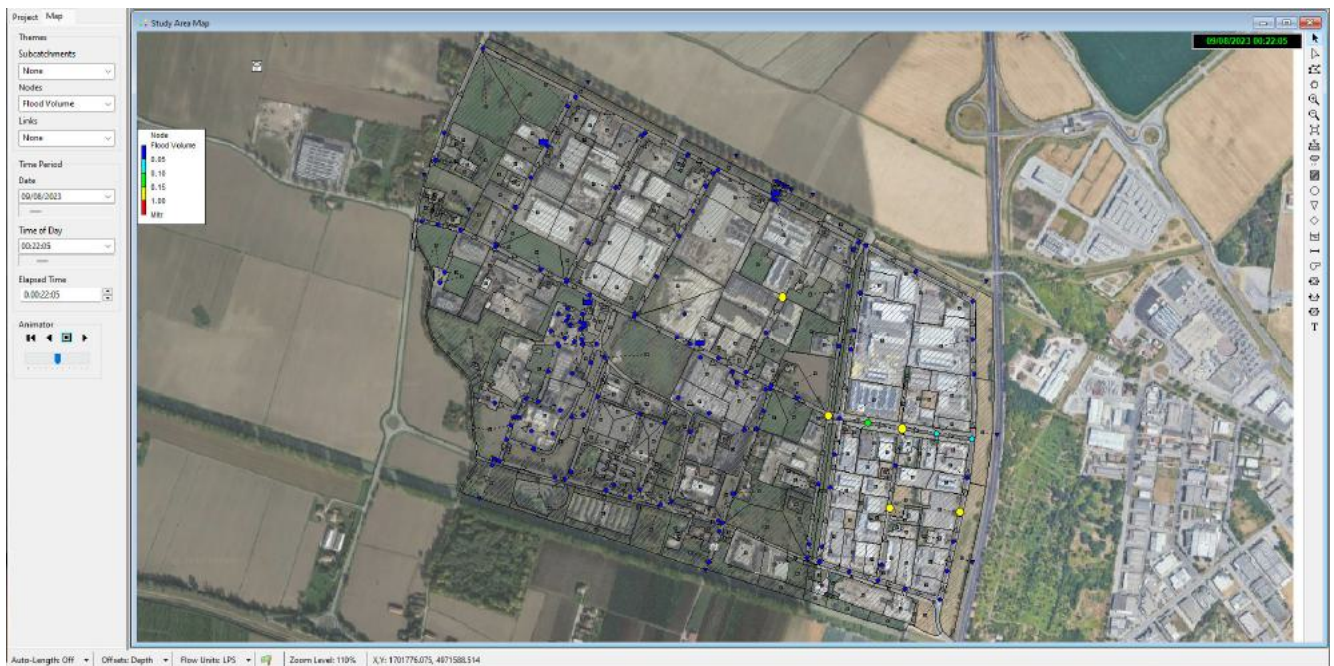 Project Map
Study Area Map
Themes
Subcatchments
None
Nodes
Flood Volume
Links
None
Time Period
Date
09/08/2023
Time of Day
00:22:05
Elapsed Time
0.00:22:05
Animator
Node
Flood Volume
0.05
0.10
0.15
1.00
Mltr
09/08/2023 00:22:05
T
Auto-Length: Off Offsets: Depth Flow Units: LPS Zoom Level: 110% X,Y: 1701776.075, 4971588.514